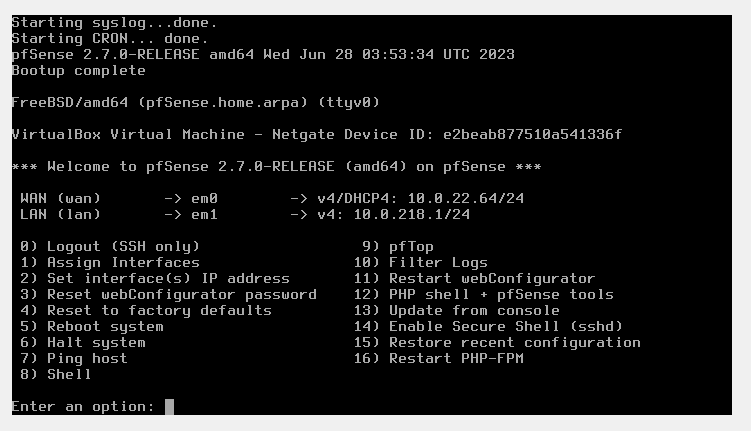 Starting syslog...done.
Starting CRON... done.
pfSense 2.7.0-RELEASE amd64 Wed Jun 28 03:53:34 UTC 2023
Bootup complete

FreeBSD/amd64 (pfSense.home.arpa) (ttyv0)

VirtualBox Virtual Machine - Netgate Device ID: e2beab877510a541336f

*** Welcome to pfSense 2.7.0-RELEASE (amd64) on pfSense ***

 WAN (wan)       -> em0        -> v4/DHCP4: 10.0.22.64/24
 LAN (lan)       -> em1        -> v4: 10.0.218.1/24

 0) Logout (SSH only)                  9) pfTop
 1) Assign Interfaces                 10) Filter Logs
 2) Set interface(s) IP address       11) Restart webConfigurator
 3) Reset webConfigurator password    12) PHP shell + pfSense tools
 4) Reset to factory defaults         13) Update from console
 5) Reboot system                     14) Enable Secure Shell (sshd)
 6) Halt system                       15) Restore recent configuration
 7) Ping host                         16) Restart PHP-FPM
 8) Shell

Enter an option: